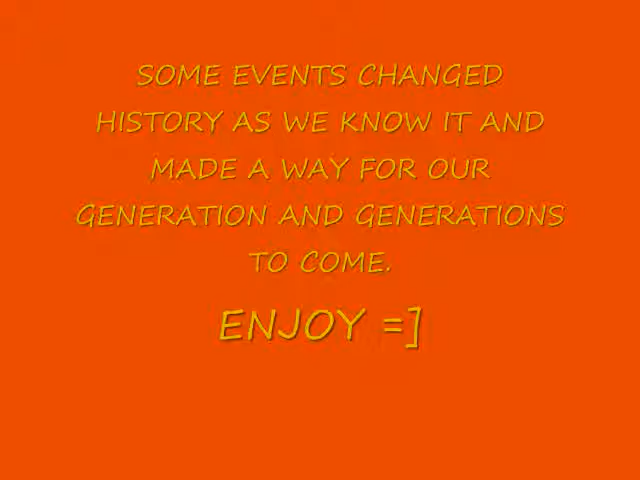 SOME EVENTS CHANGED
HISTORY AS WE KNOW IT AND
MADE A WAY FOR OUR
GENERATION AND GENERATIONS
TO COME.
ENJOY =]